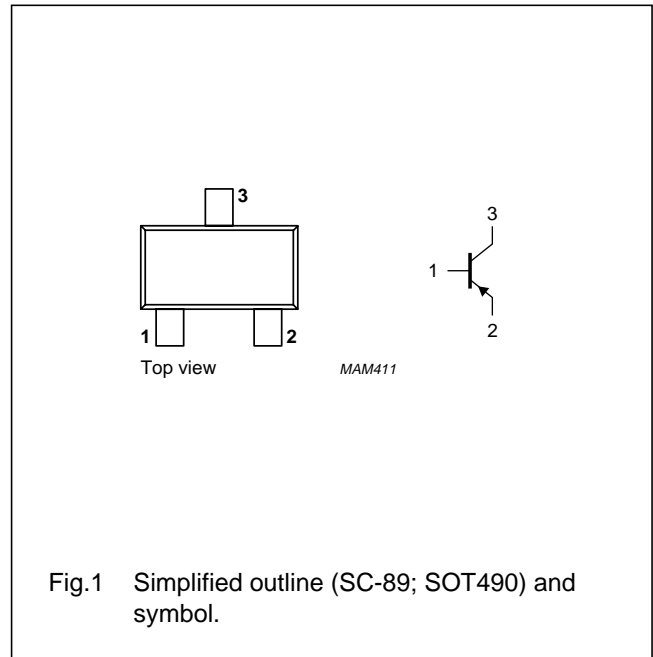 3
3
1
1
2
2
Top view
MAM411
Fig.1 Simplified outline (SC-89; SOT490) and
symbol.